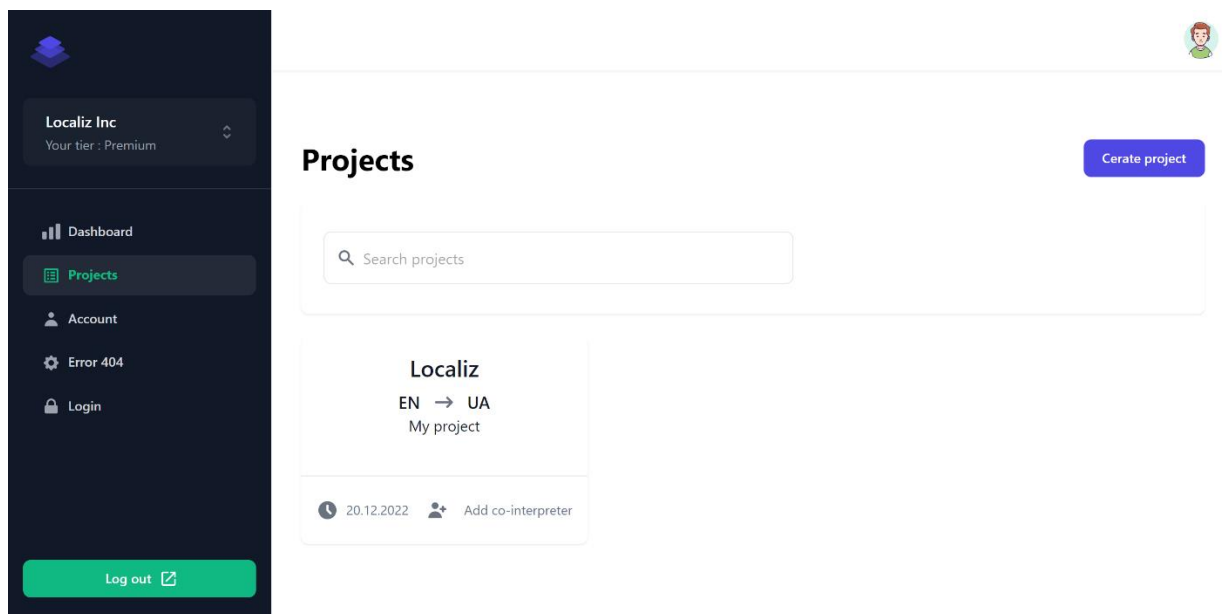 Localiz Inc
Your tier : Premium
Dashboard
Projects
Account
Error 404
Login
Log out
Projects
Cerate project
Search projects
Localiz
EN → UA
My project
20.12.2022 Add co-interpreter